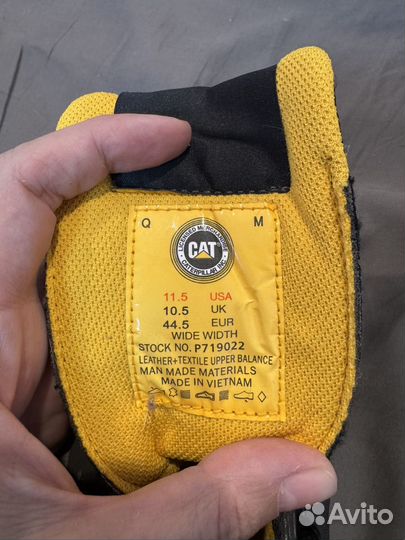 Q M
LICENSED MERCHANDISE
CAT
CATERPILLAR INC.
11.5 USA
10.5 UK
44.5 EUR
WIDE WIDTH
STOCK NO. P719022
LEATHER+TEXTILE UPPER BALANCE
MAN MADE MATERIALS
MADE IN VIETNAM
Avito